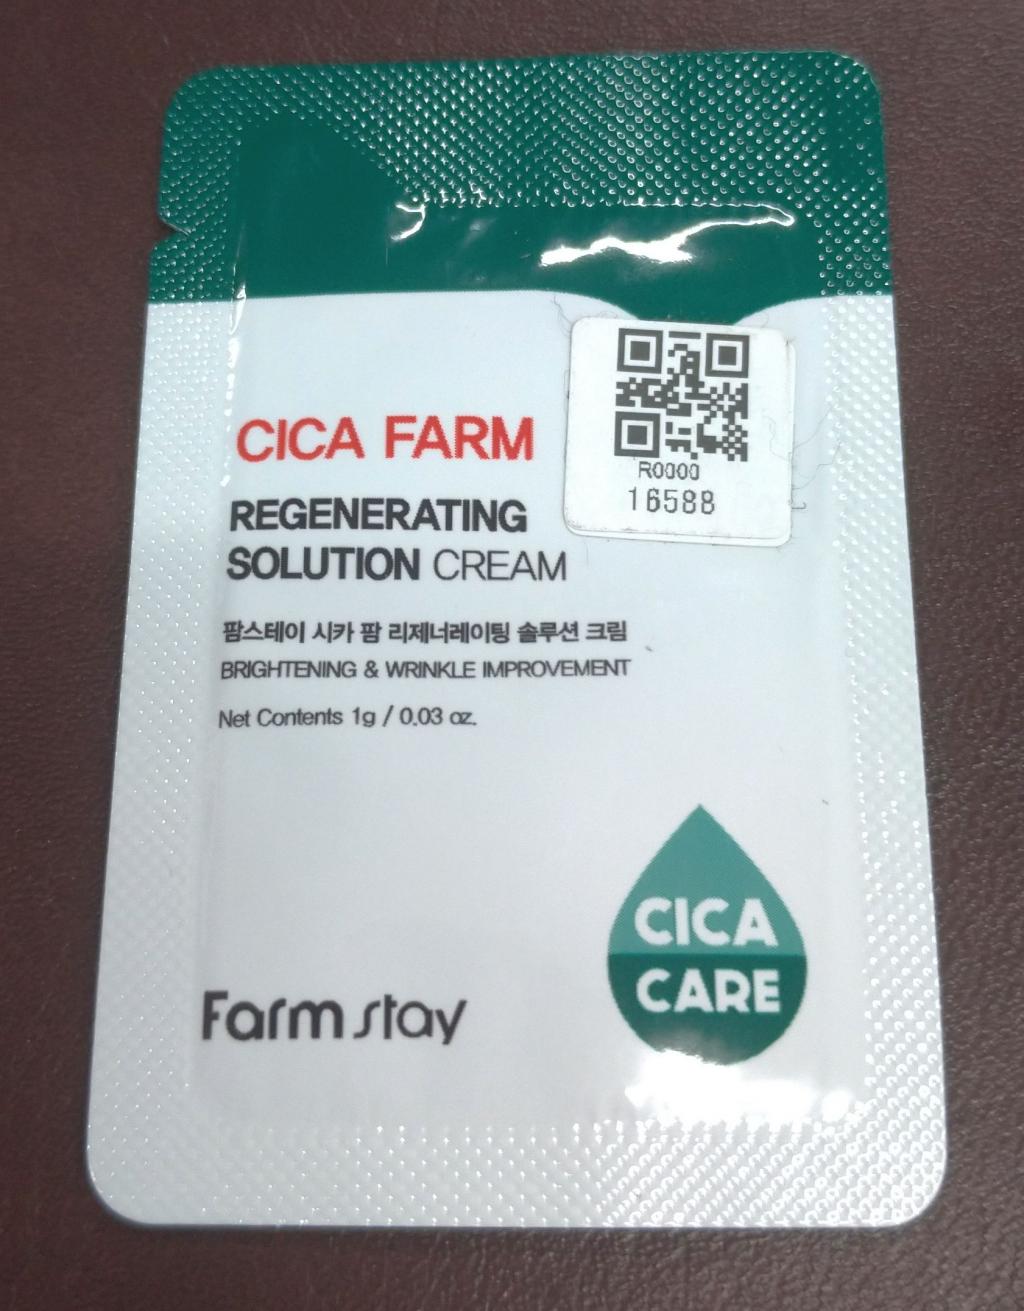 R0000
16588
CICA FARM
REGENERATING
SOLUTION CREAM
팜스테이 시카 팜 리제너레이팅 솔루션 크림
BRIGHTENING & WRINKLE IMPROVEMENT
Net Contents 1g / 0.03 oz.
CICA
CARE
Farm stay